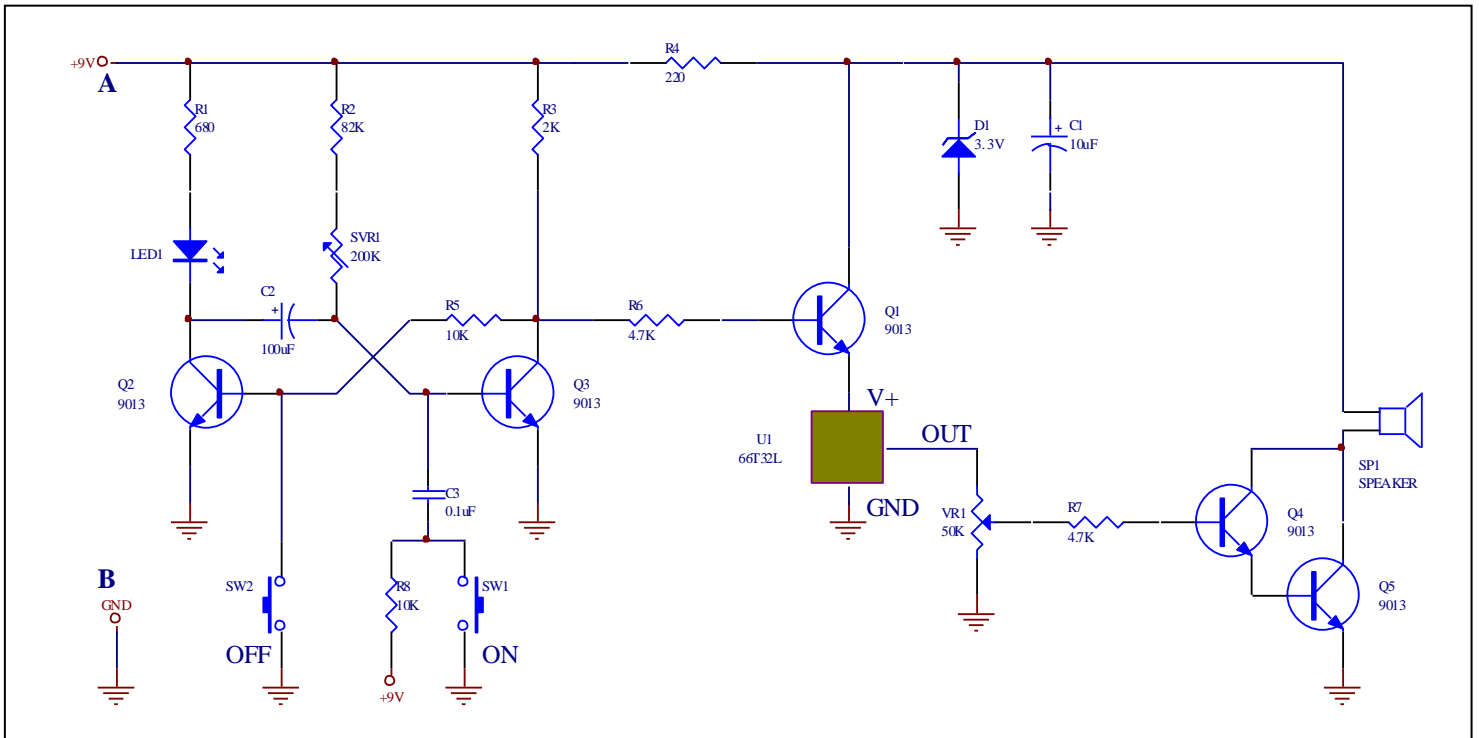 +9V
A
R1
680
R2
82K
R3
2K
R4
220
D1
3.3V
+
C1
10uF
LED1
SVR1
200K
C2
+
100uF
R5
10K
R6
4.7K
Q1
9013
Q2
9013
Q3
9013
V+
U1
66T32L
OUT
GND
SP1
SPEAKER
C3
0.1uF
VR1
50K
R7
4.7K
Q4
9013
Q5
9013
B
GND
SW2
OFF
R8
10K
+9V
SW1
ON